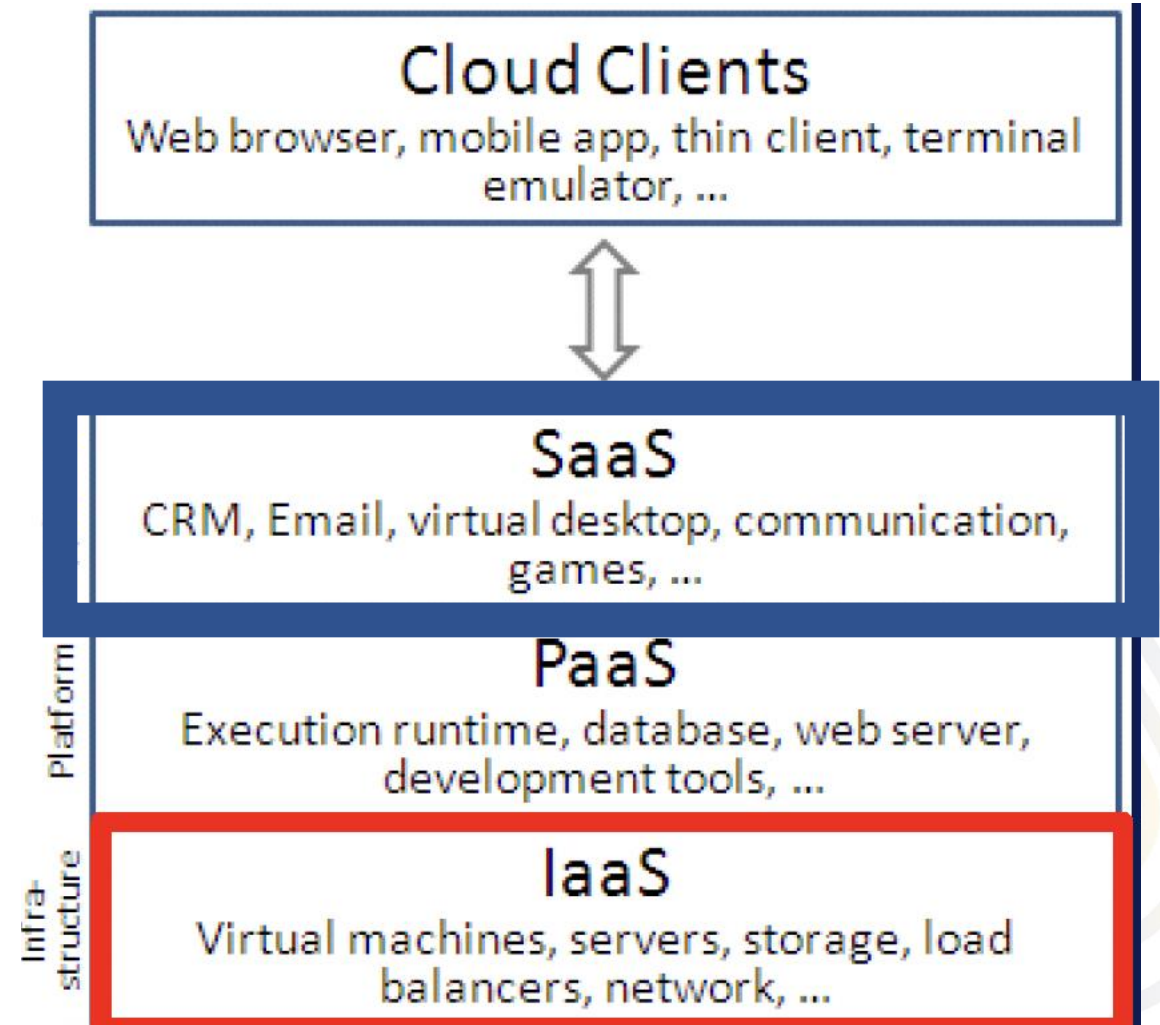 Cloud Clients
Web browser, mobile app, thin client, terminal
emulator, ...
SaaS
CRM, Email, virtual desktop, communication,
games, ...
Platform
PaaS
Execution runtime, database, web server,
development tools, ...
Infra-
structure
IaaS
Virtual machines, servers, storage, load
balancers, network, ...